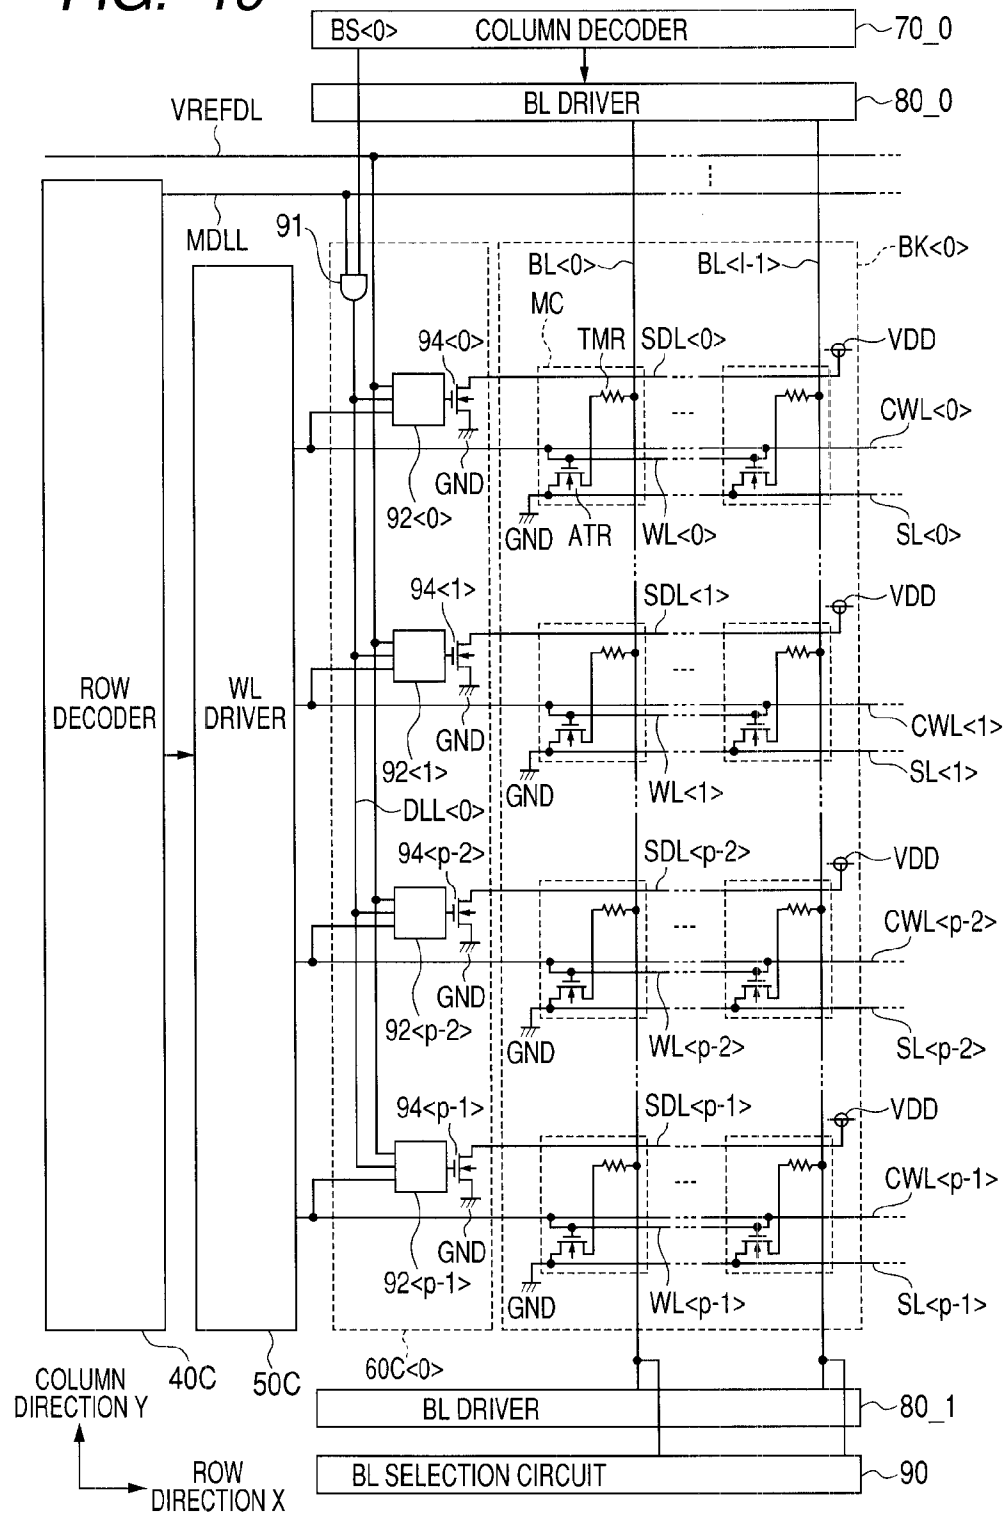 FIG.
BS<0> COLUMN DECODER
70_0
BL DRIVER
80_0
VREFDL
MDLL
91
BK<0>
BL<0>
BL<l-1>
MC
94<0>
TMR
SDL<0>
VDD
CWL<0>
GND
92<0>
GND
ATR
WL<0>
SL<0>
94<1>
SDL<1>
VDD
ROW
DECODER
WL
DRIVER
GND
CWL<1>
92<1>
GND
WL<1>
SL<1>
DLL<0>
94<p-2>
SDL<p-2>
VDD
CWL<p-2>
GND
92<p-2>
GND
WL<p-2>
SL<p-2>
94<p-1>
SDL<p-1>
VDD
CWL<p-1>
GND
92<p-1>
GND
WL<p-1>
SL<p-1>
40C
50C
60C<0>
COLUMN
DIRECTION Y
BL DRIVER
80_1
ROW
DIRECTION X
BL SELECTION CIRCUIT
90